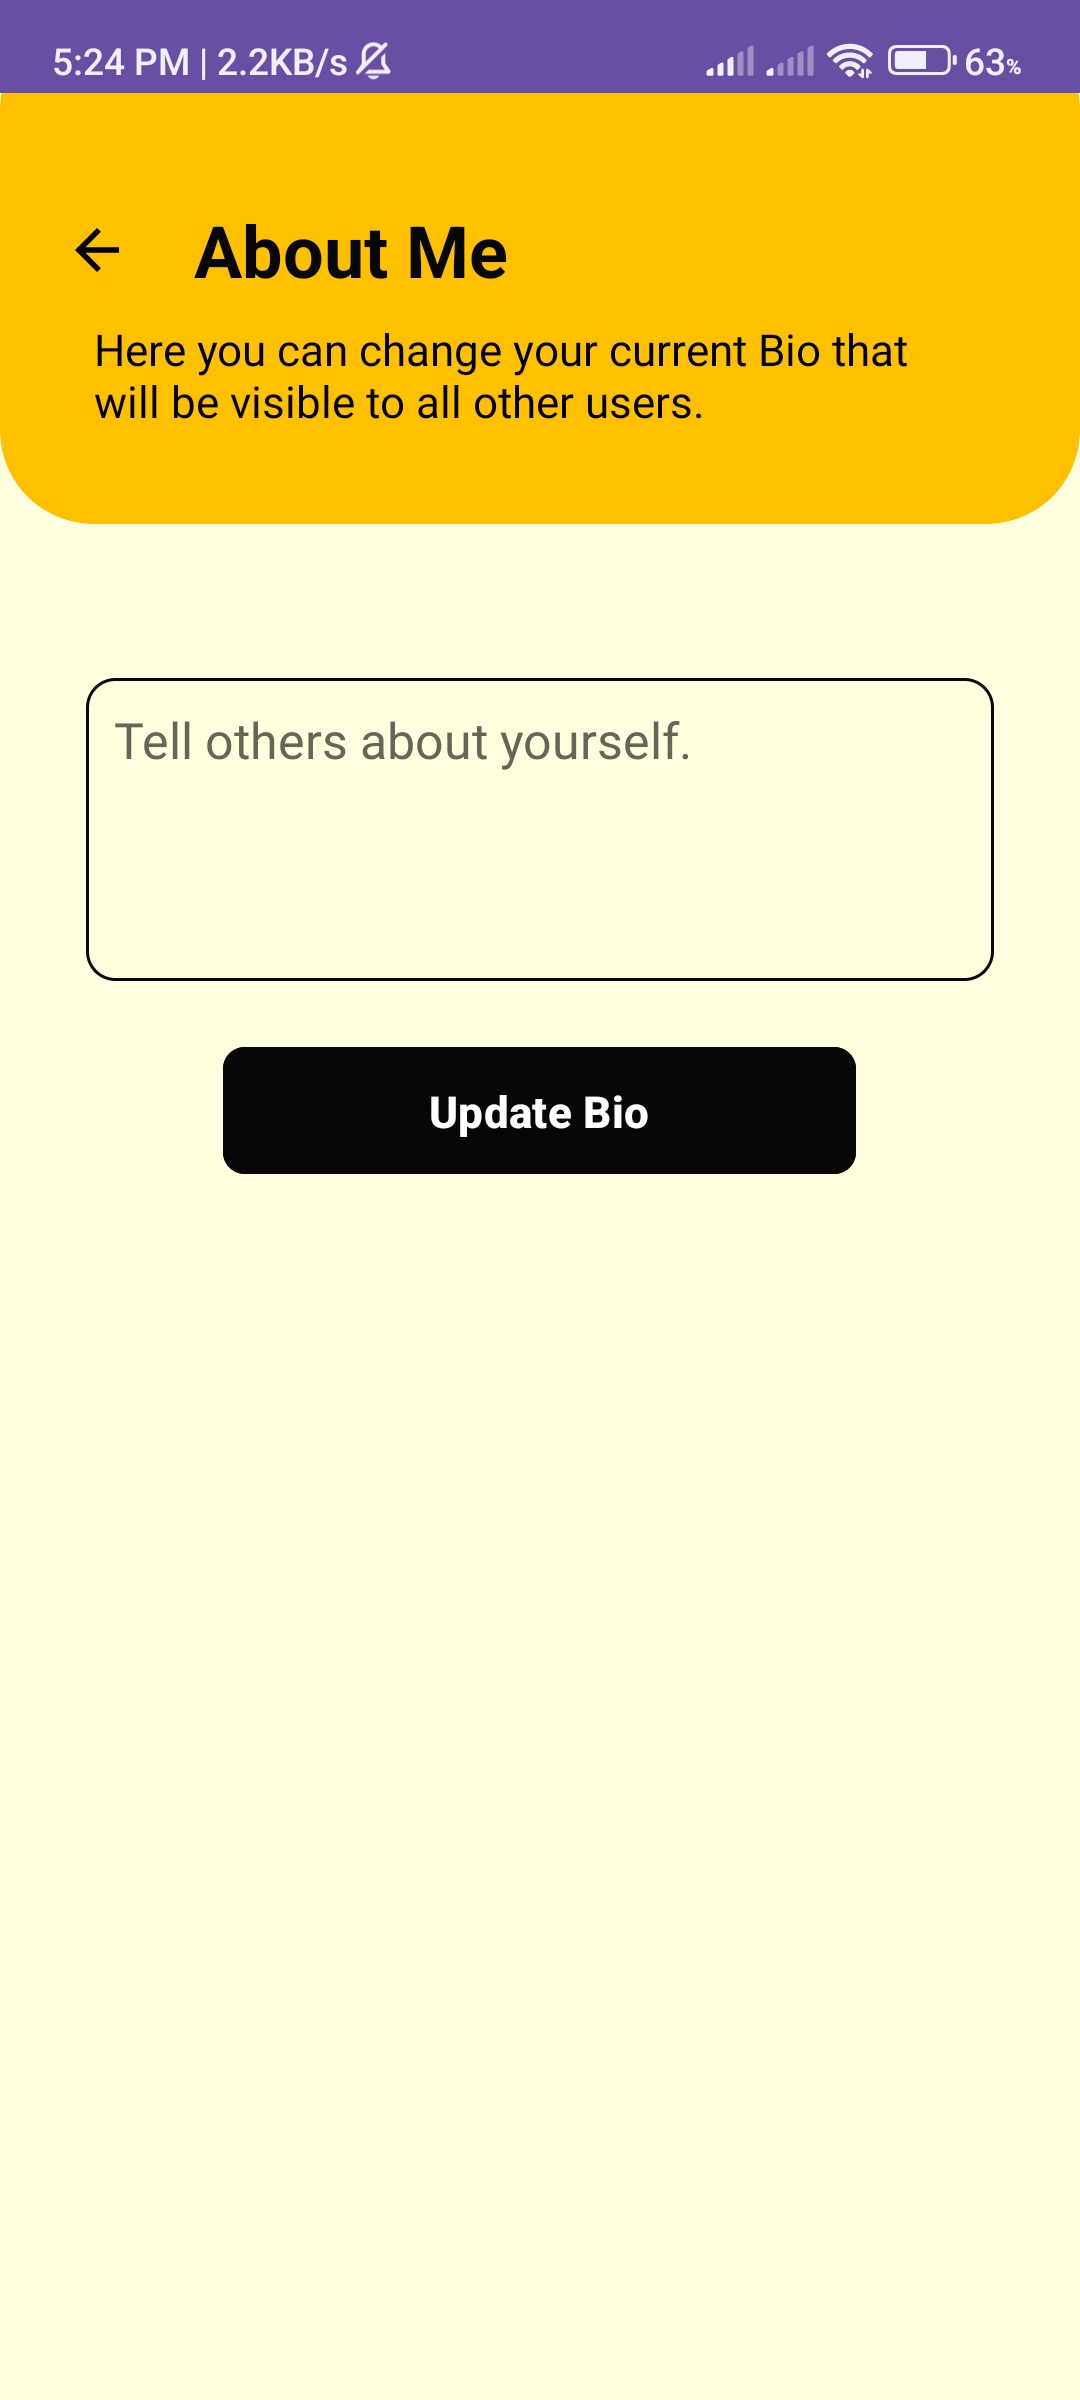 5:24 PM | 2.2KB/s 63%
About Me
Here you can change your current Bio that
will be visible to all other users.
Tell others about yourself.
Update Bio